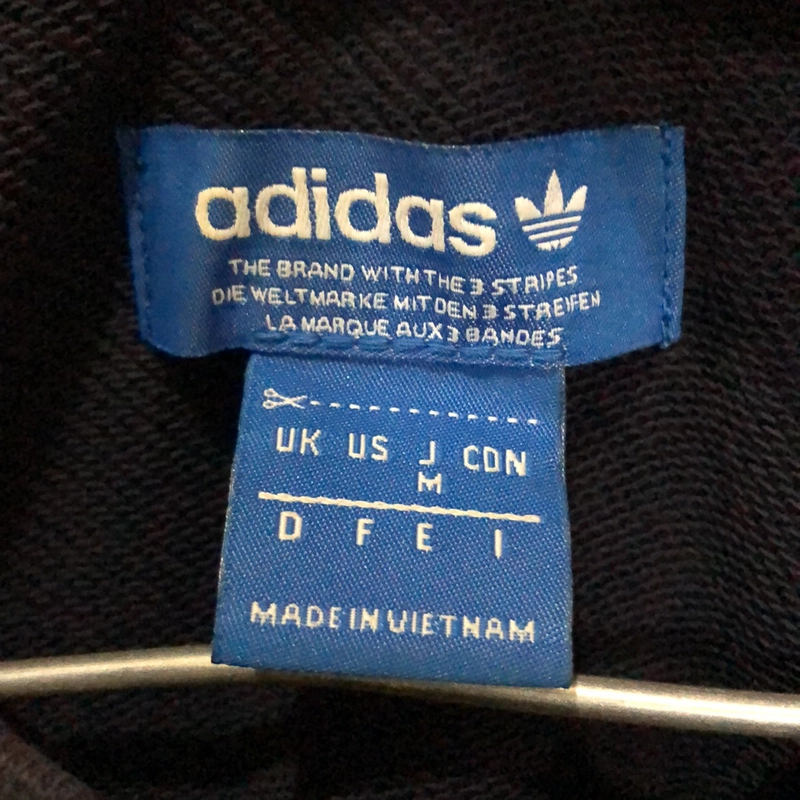 adidas
THE BRAND WITH THE 3 STRIPES
DIE WELTMARKE MIT DEN 3 STREIFEN
LA MARQUE AUX 3 BANDES
UK US J CDN
M
D F E I
MADE IN VIETNAM